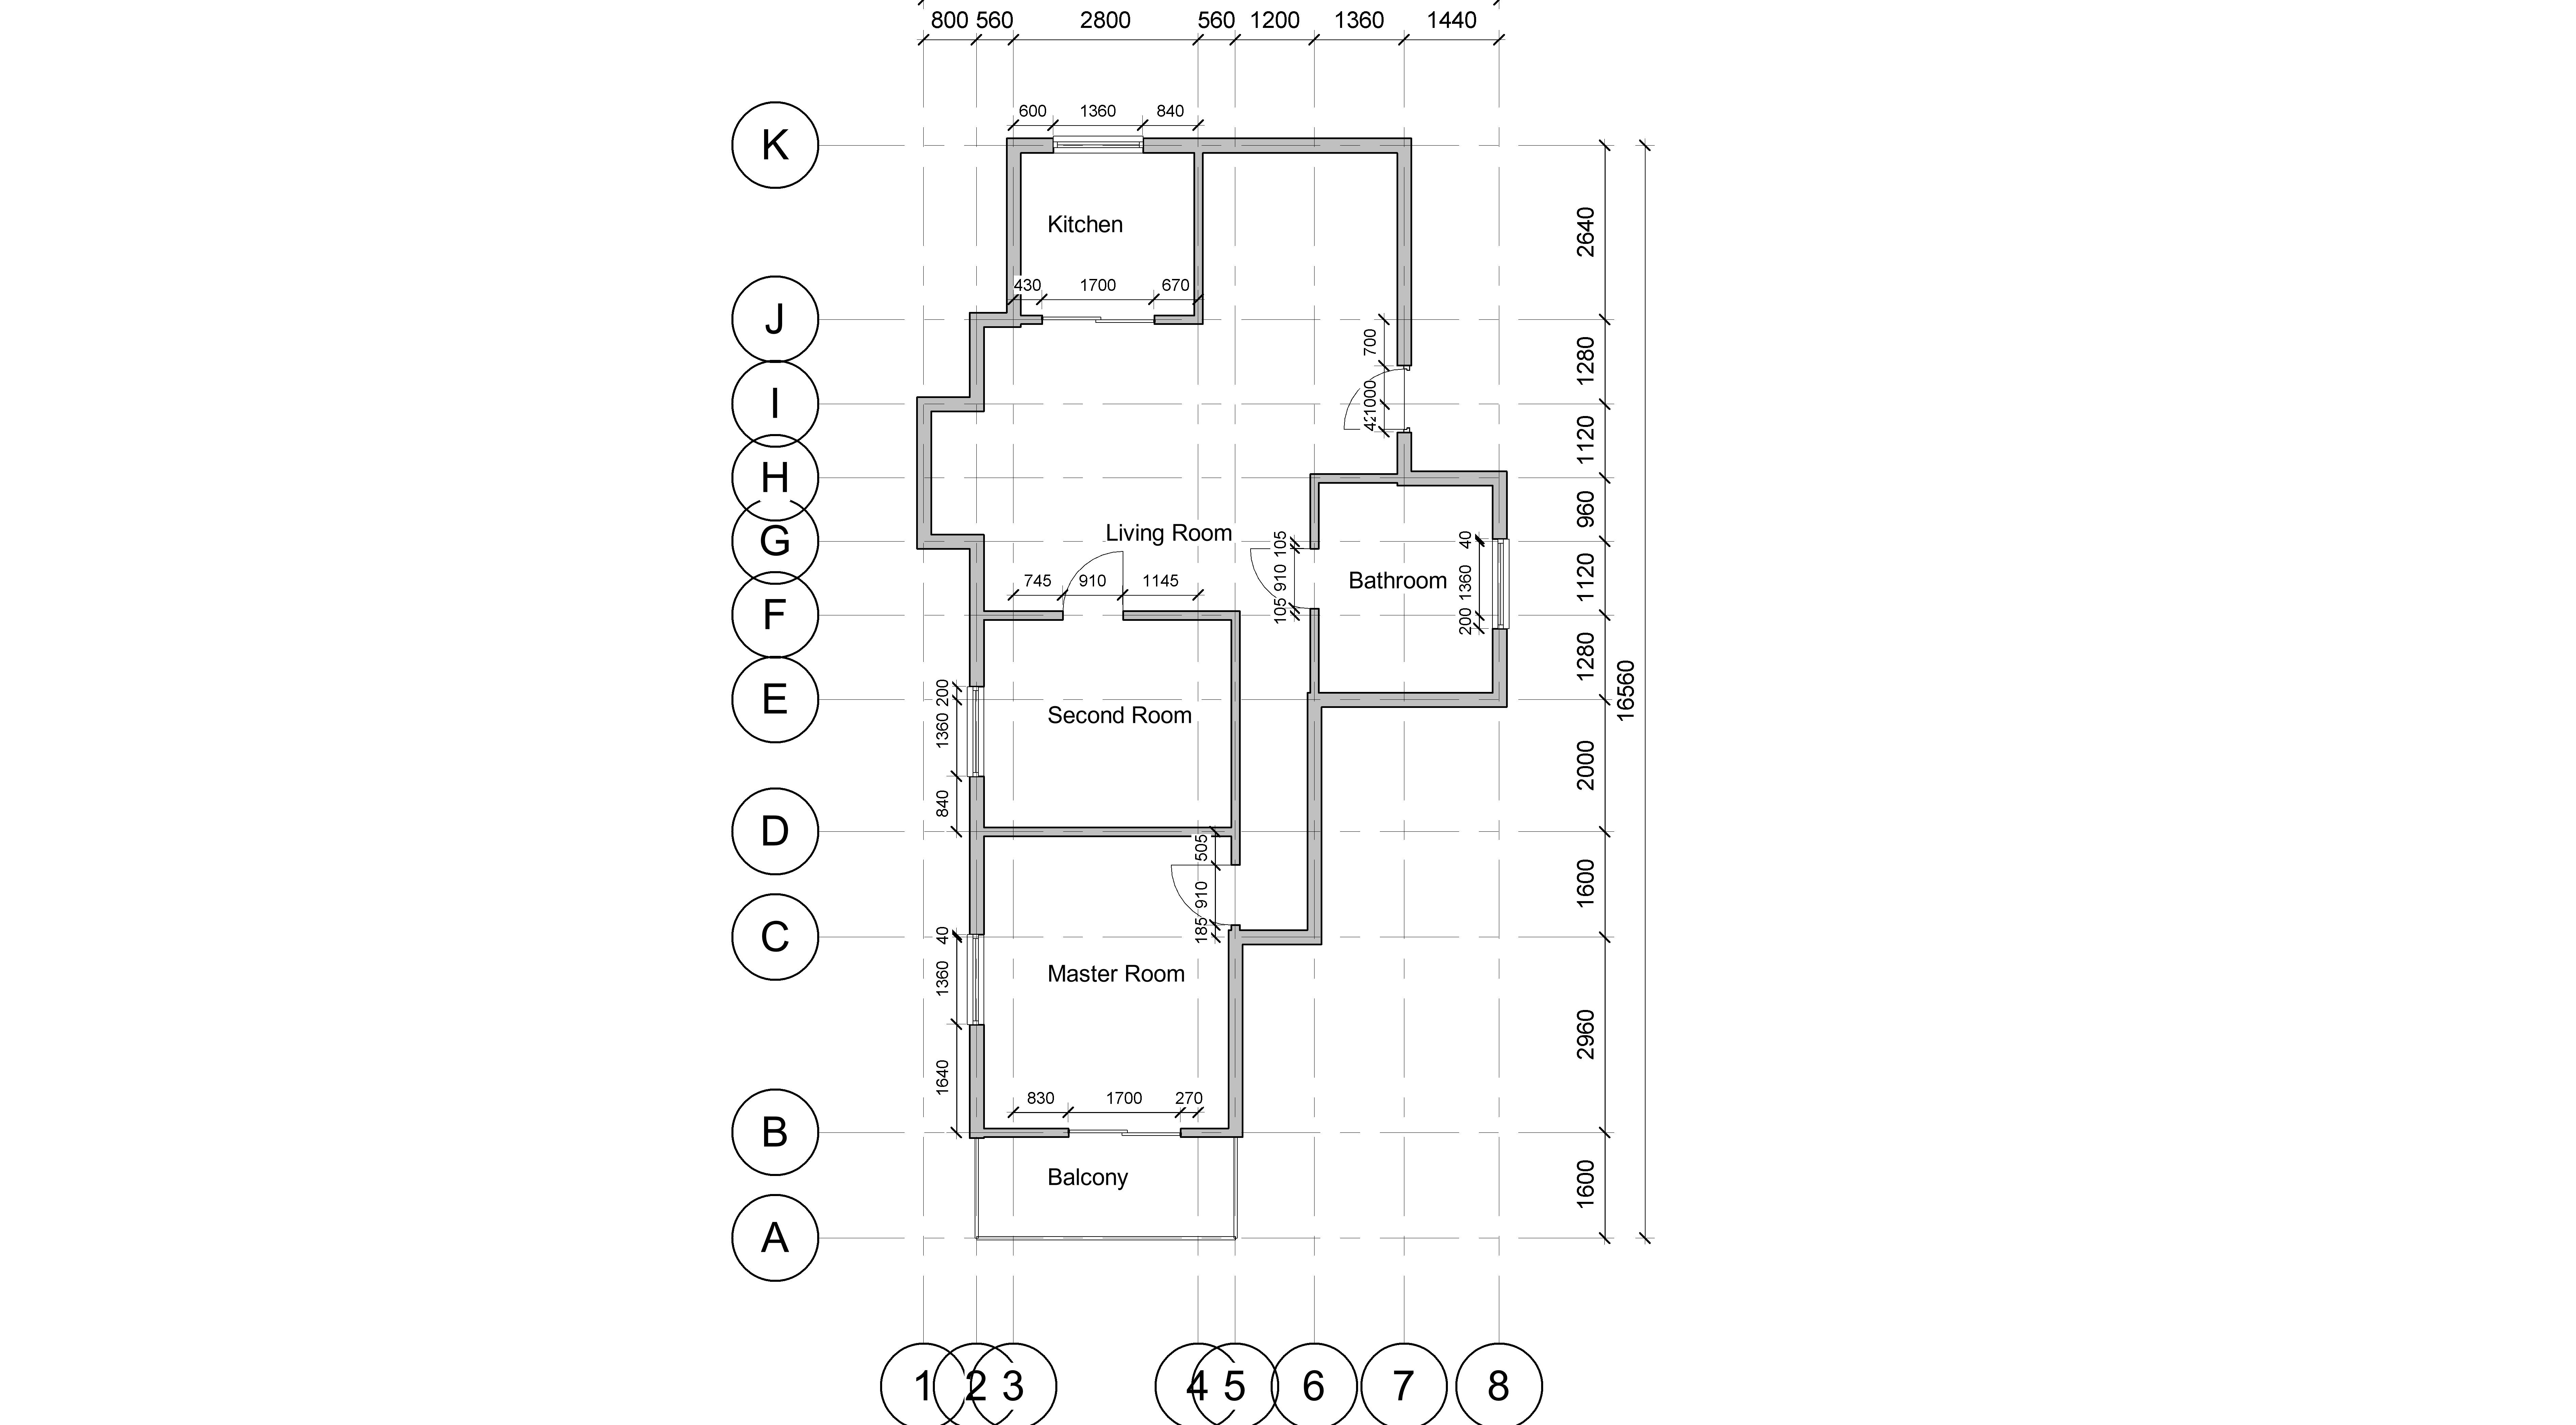 800 560 2800 560 1200 1360 1440
600 1360 840
K
2640
Kitchen
430 1700 670
J
700
1280
I
1000
42
1120
H
960
Living Room
105
40
G
745 910 1145
910
Bathroom
1360
1120
F
105
200
1280
16560
200
E
1360
Second Room
2000
840
D
505
1600
910
185
C
40
1360
Master Room
2960
1640
830 1700 270
B
Balcony
1600
A
1 2 3 4 5 6 7 8